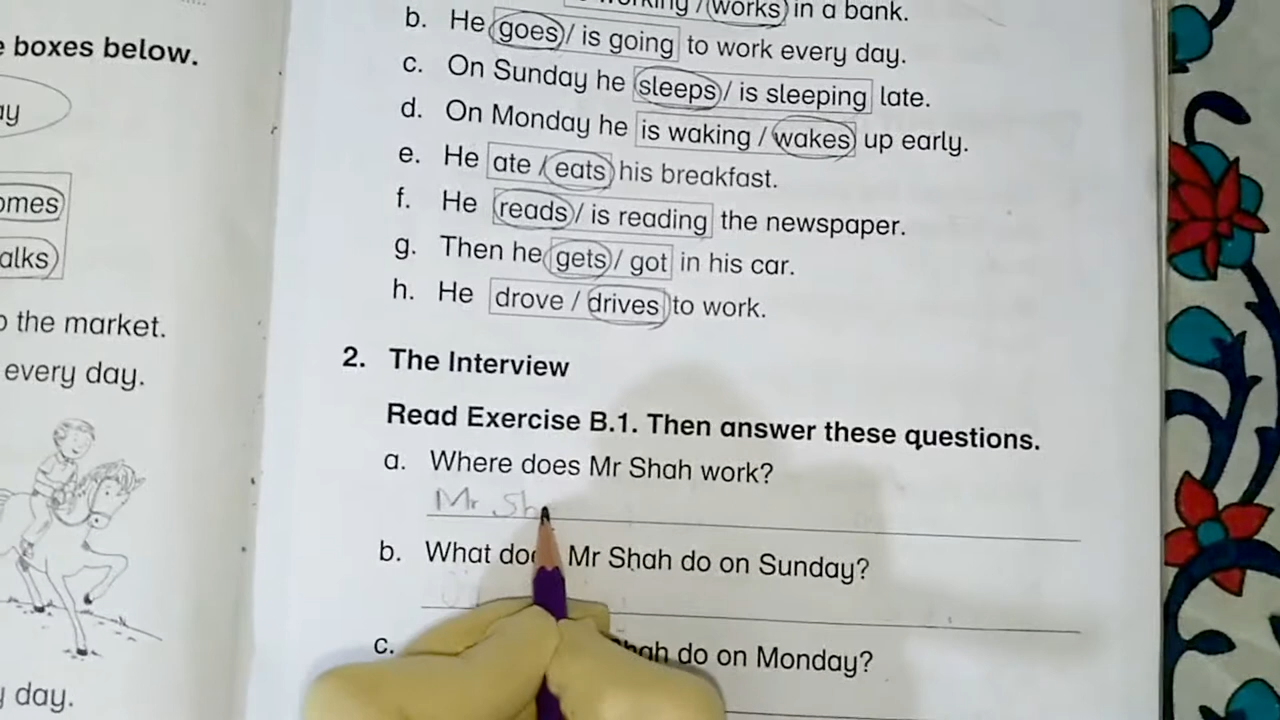 e boxes below.
ay
omes
alks
o the market.
every day.
y day.
works in a bank.
b. He goes / is going to work every day.
c. On Sunday he sleeps / is sleeping late.
d. On Monday he is waking / wakes up early.
e. He ate / eats his breakfast.
f. He reads / is reading the newspaper.
g. Then he gets / got in his car.
h. He drove / drives to work.
2. The Interview
Read Exercise B.1. Then answer these questions.
a. Where does Mr Shah work?
Mr Sh
b. What doe Mr Shah do on Sunday?
c. hah do on Monday?